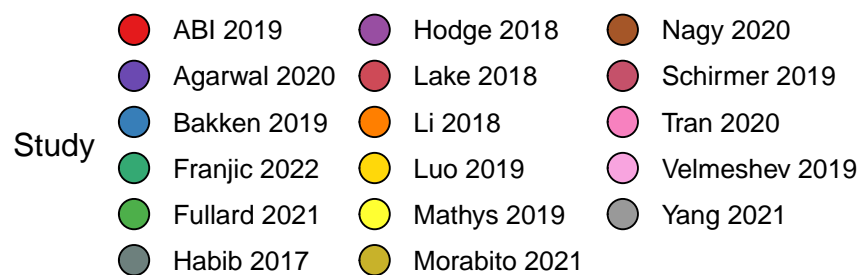 Study
ABI 2019
Agarwal 2020
Bakken 2019
Franjic 2022
Fullard 2021
Habib 2017
Hodge 2018
Lake 2018
Li 2018
Luo 2019
Mathys 2019
Morabito 2021
Nagy 2020
Schirmer 2019
Tran 2020
Velmeshev 2019
Yang 2021